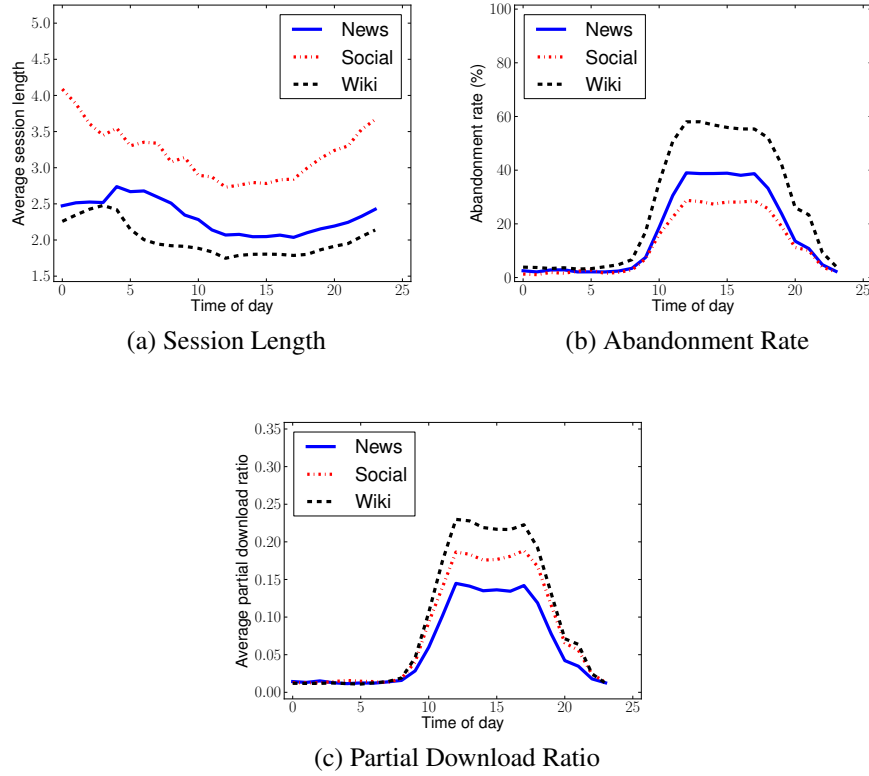 5.0
4.5
4.0
3.5
3.0
2.5
2.0
1.5
Average session length
News
Social
Wiki
0 5 10 15 20 25
Time of day
(a) Session Length
100
80
60
40
20
0
Abandonment rate (%)
News
Social
Wiki
0 5 10 15 20 25
Time of day
(b) Abandonment Rate
0.35
0.30
0.25
0.20
0.15
0.10
0.05
0.00
Average partial download ratio
News
Social
Wiki
0 5 10 15 20 25
Time of day
(c) Partial Download Ratio